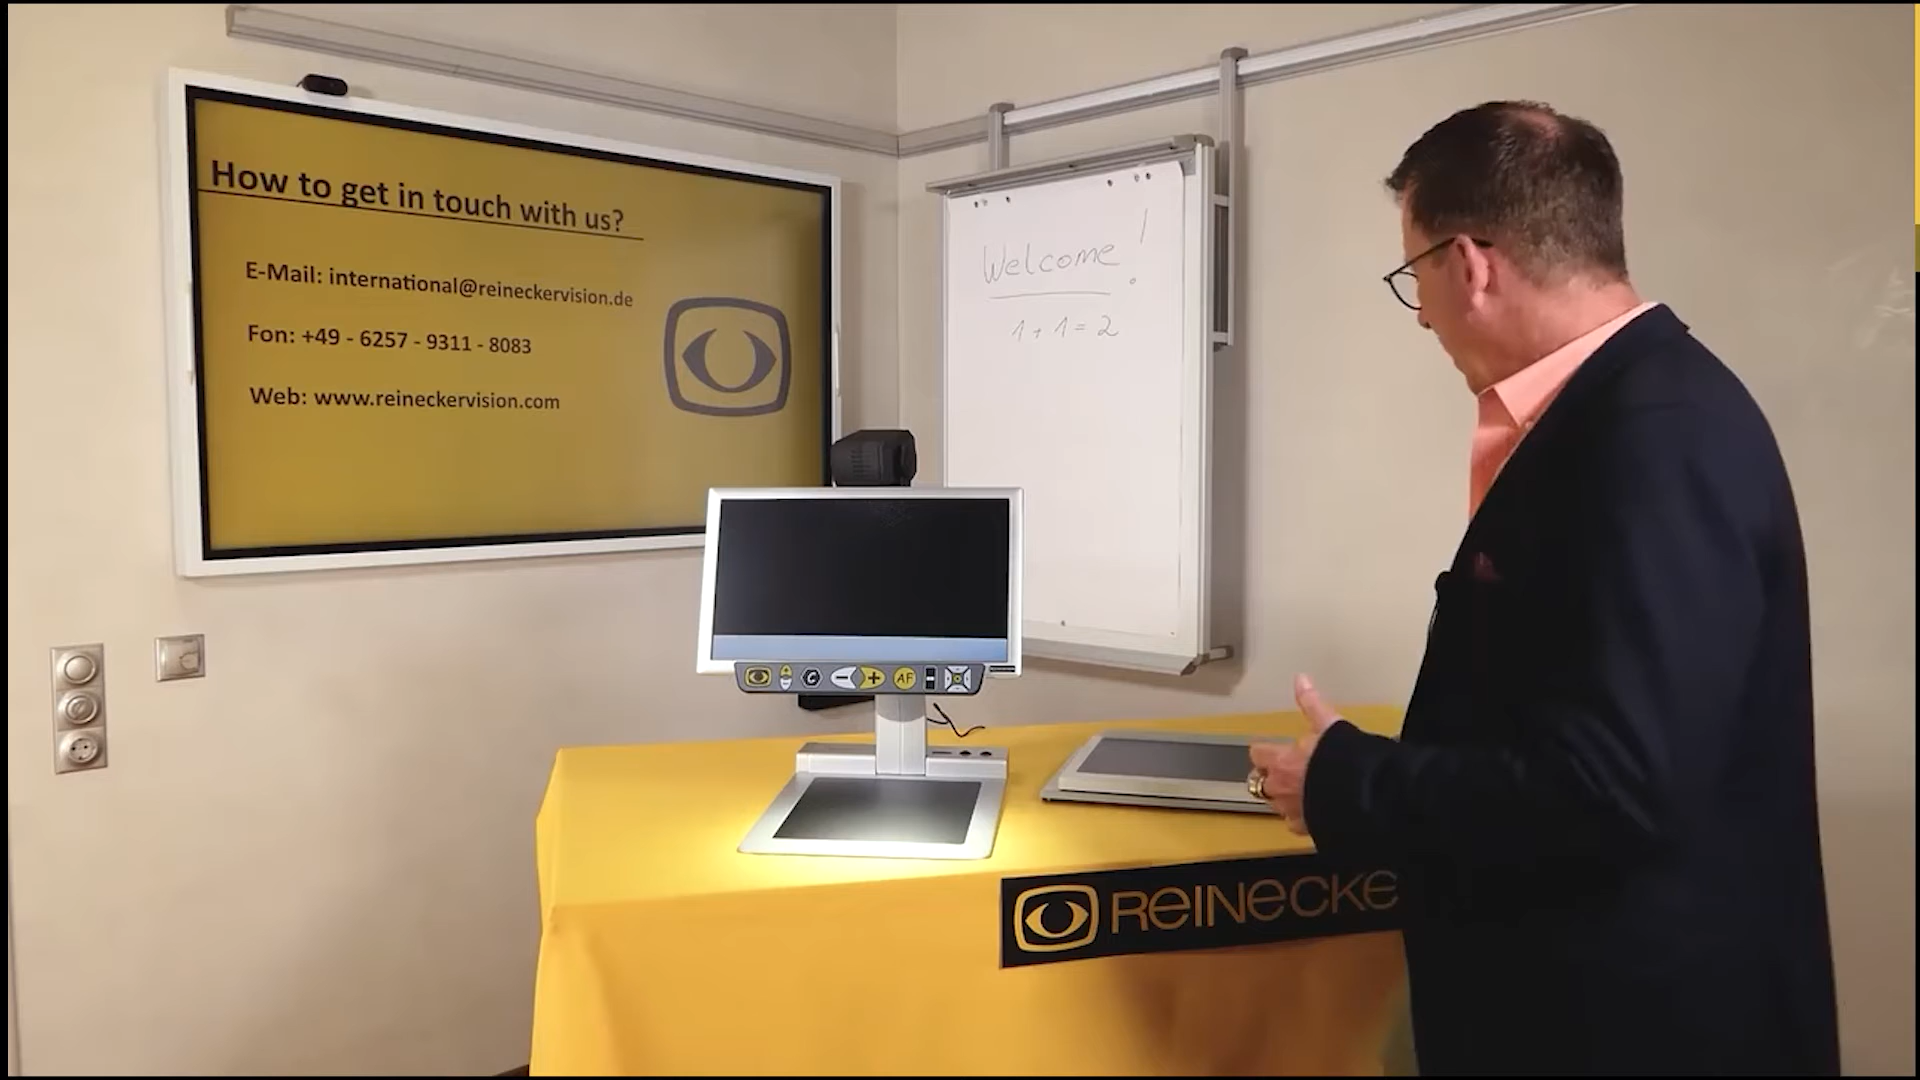 How to get in touch with us?
E-Mail: international@reineckervision.de
Fon: +49 - 6257 - 9311 - 8083
Web: www.reineckervision.com
Welcome!
1 + 1 = 2
- + AF
REINECKE